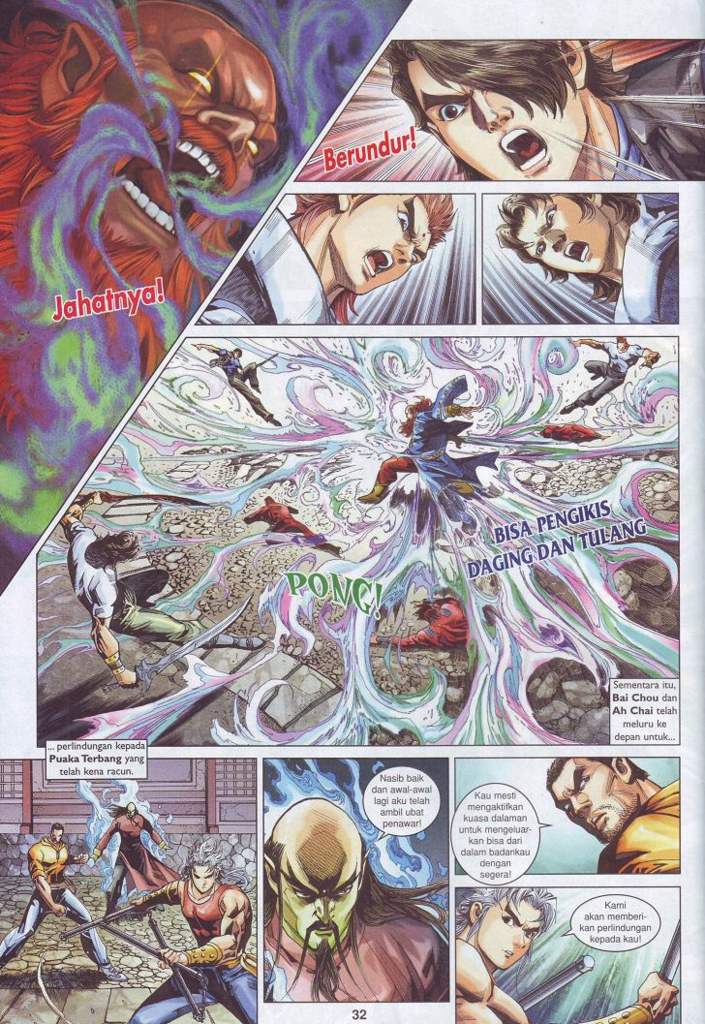 Berundur!
Jahatnya!
BISA PENGIKIS
DAGING DAN TULANG
PONG!
Sementara itu,
Bai Chou dan
Ah Chai telah
meluru ke
depan untuk...
... perlindungan kepada
Puaka Terbang yang
telah kena racun.
Nasib baik
dan awal-awal
lagi aku telah
ambil ubat
penawar!
Kau mesti
mengaktifkan
kuasa dalaman
untuk mengeluar-
kan bisa dari
dalam badankau
dengan
segera!
Kami
akan memberi-
kan perlindungan
kepada kau!
32